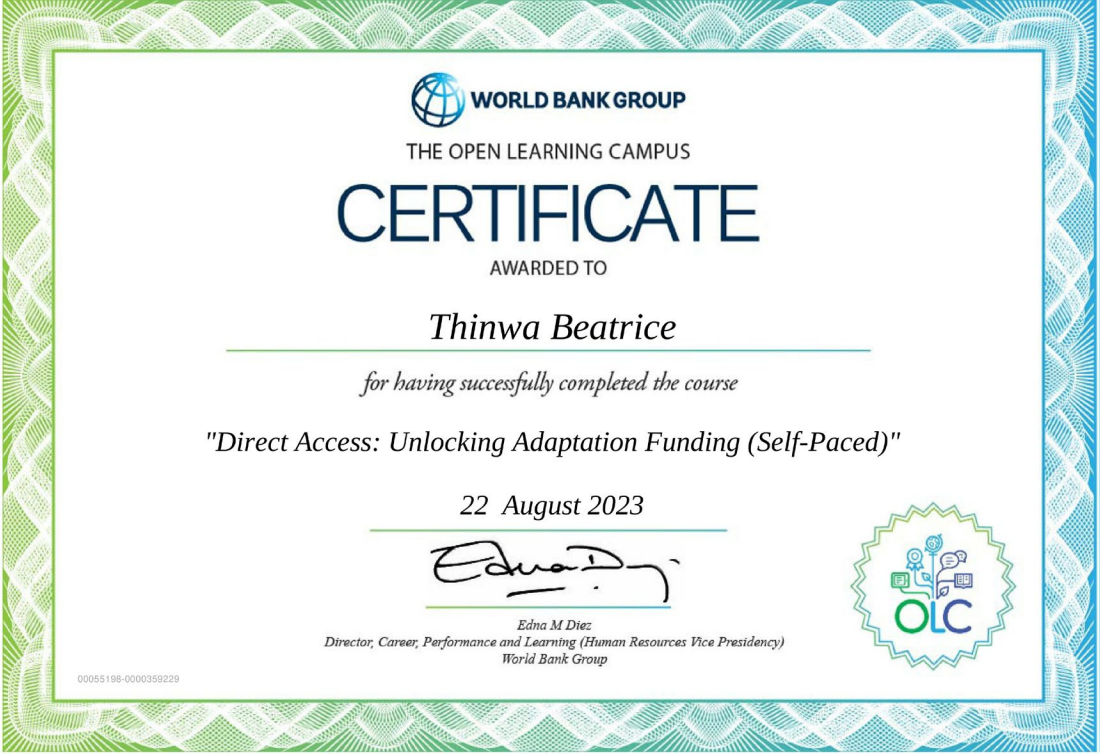 WORLD BANK GROUP
THE OPEN LEARNING CAMPUS
CERTIFICATE
AWARDED TO
Thinwa Beatrice
for having successfully completed the course
"Direct Access: Unlocking Adaptation Funding (Self-Paced)"
22 August 2023
Edna D
Edna M Diez
Director, Career, Performance and Learning (Human Resources Vice Presidency)
World Bank Group
OLC
00055198-0000359229